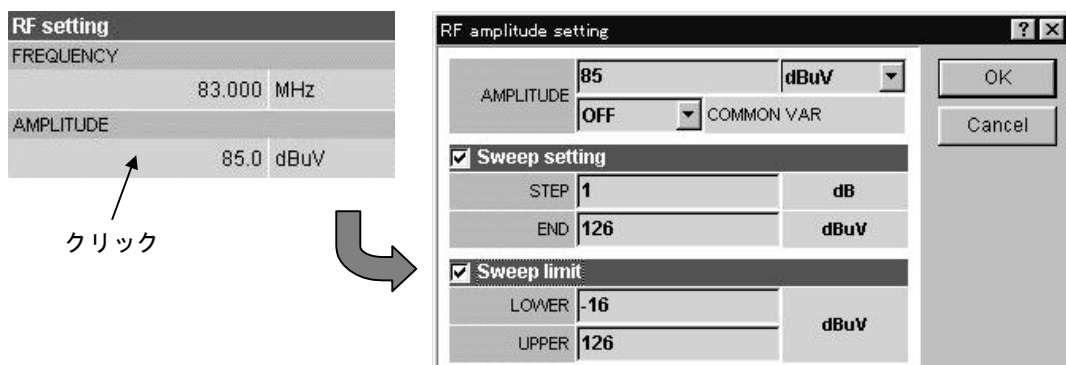 RF setting
FREQUENCY
83.000 MHz
AMPLITUDE
85.0 dBuV
クリック
RF amplitude setting
AMPLITUDE 85 dBuV
OFF COMMON VAR
OK
Cancel
Sweep setting
STEP 1 dB
END 126 dBuV
Sweep limit
LOWER -16
dBuV
UPPER 126